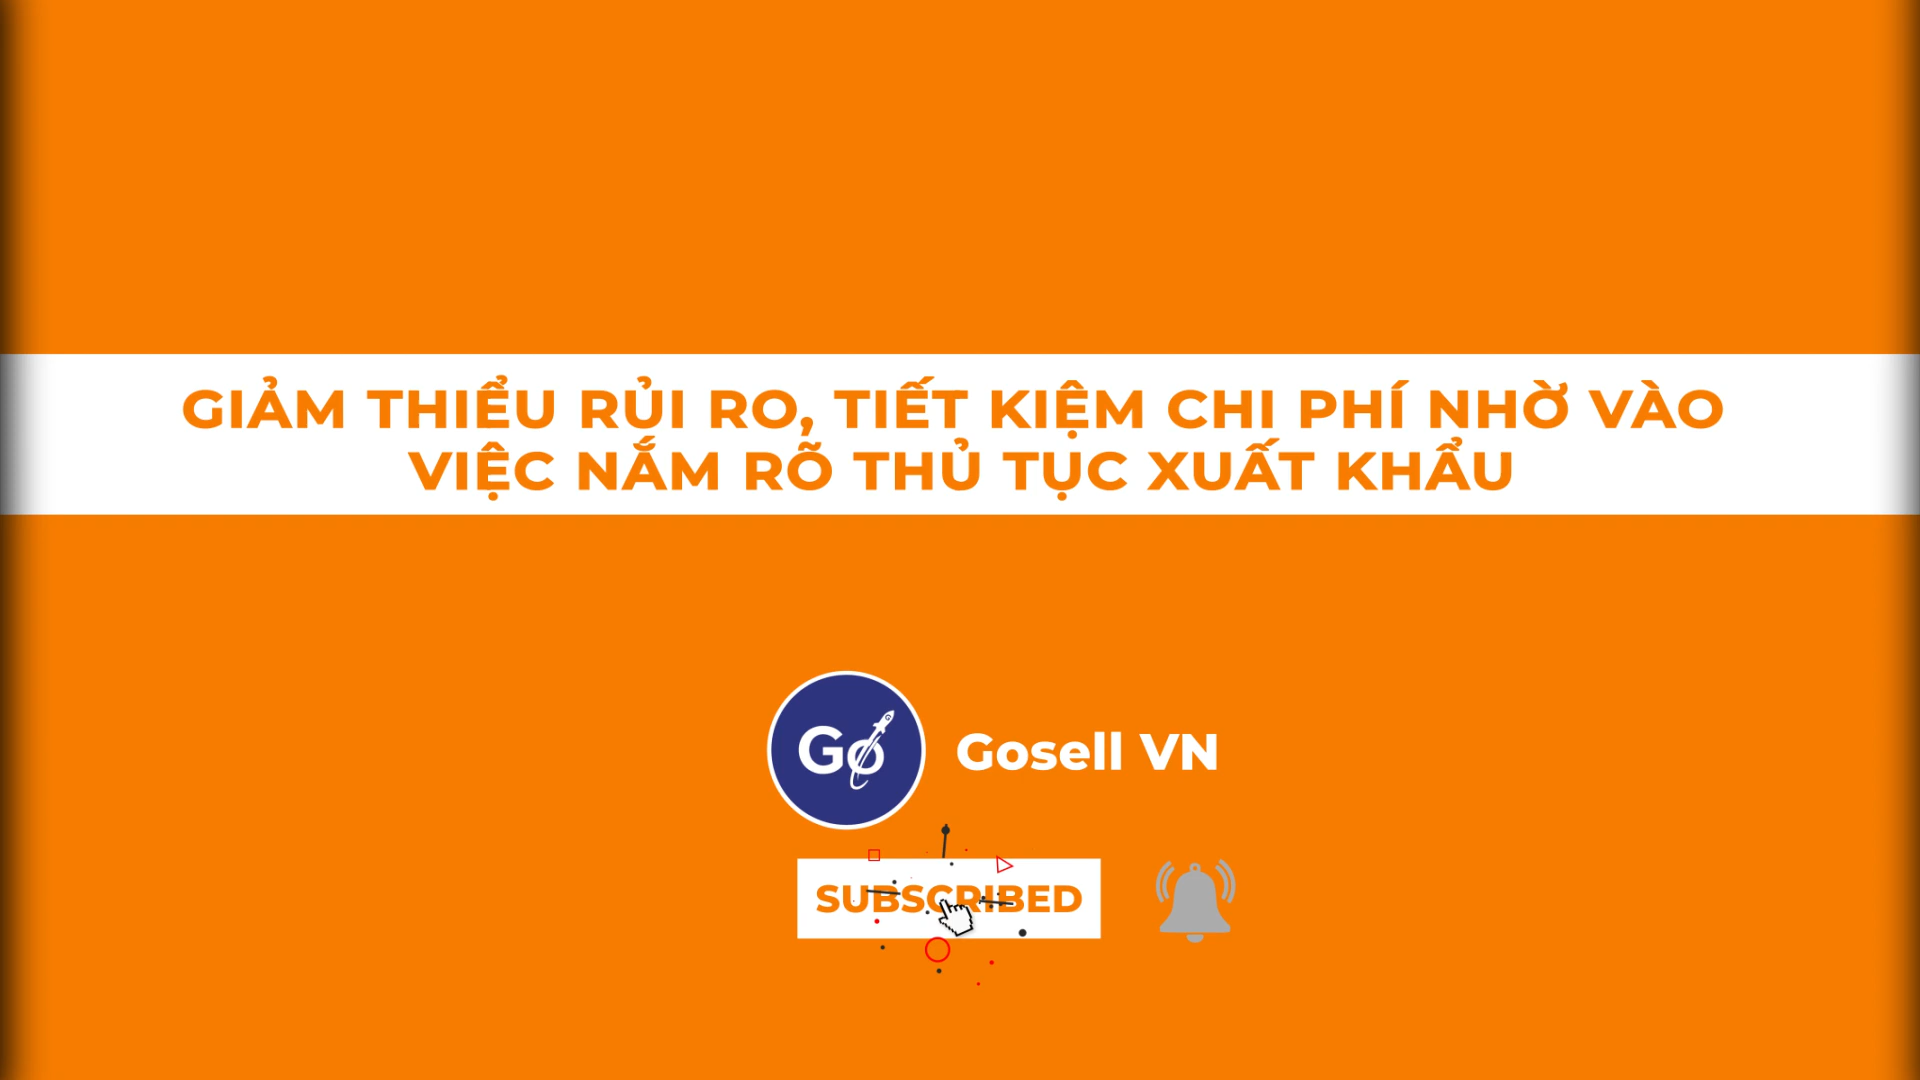 GIẢM THIỂU RỦI RO, TIẾT KIỆM CHI PHÍ NHỜ VÀO
VIỆC NẮM RÕ THỦ TỤC XUẤT KHẨU
Go
Gosell VN
SUBSCRIBED